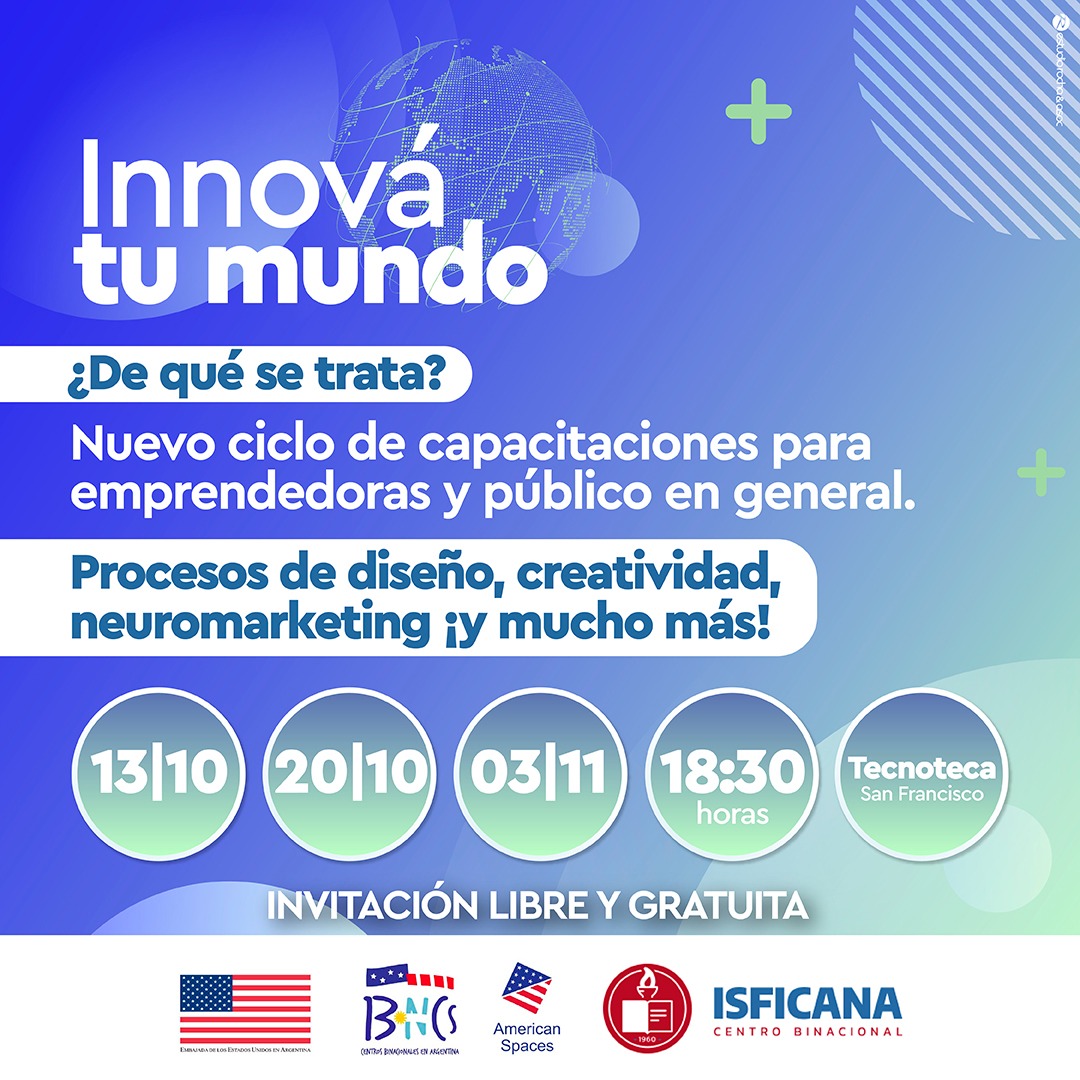 estudiorocha&asoc.
Innová
tu mundo
¿De qué se trata?
Nuevo ciclo de capacitaciones para
emprendedoras y público en general.
Procesos de diseño, creatividad,
neuromarketing ¡y mucho más!
13|10
20|10
03|11
18:30
horas
Tecnoteca
San Francisco
INVITACIÓN LIBRE Y GRATUITA
EMBAJADA DE LOS ESTADOS UNIDOS EN ARGENTINA
BNCs
CENTROS BINACIONALES EN ARGENTINA
American
Spaces
1960
ISFICANA
CENTRO BINACIONAL